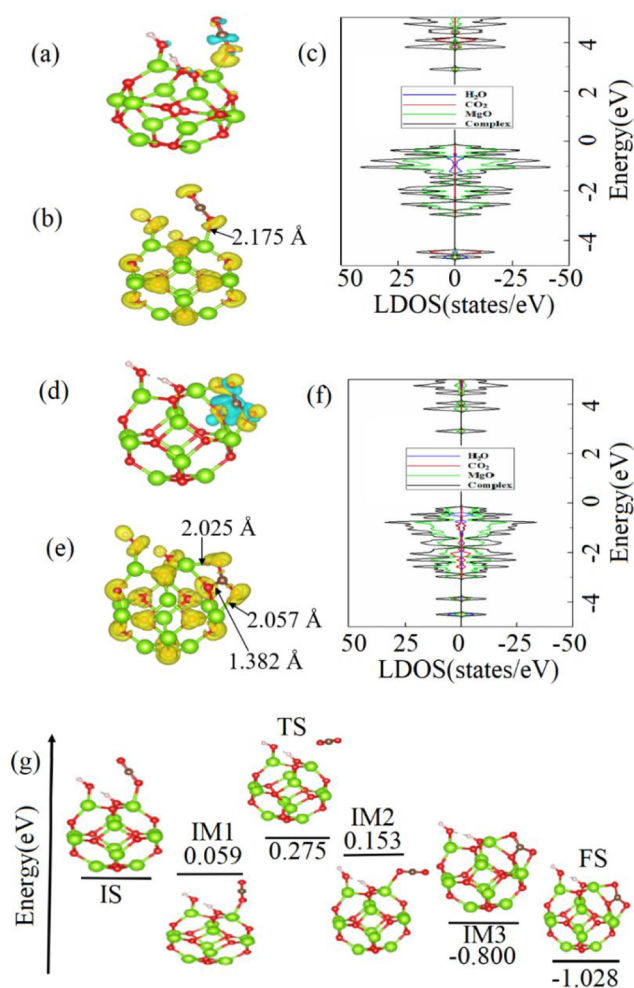 (a)
(b)
2.175 Å
(c)
H₂O
CO₂
MgO
Complex
4
2
0
-2
-4
Energy(eV)
50 25 0 -25 -50
LDOS(states/eV)
(d)
(e)
2.025 Å
2.057 Å
1.382 Å
(f)
H₂O
CO₂
MgO
Complex
4
2
0
-2
-4
Energy(eV)
50 25 0 -25 -50
LDOS(states/eV)
(g)
Energy(eV)
IS
IM1
0.059
TS
0.275
IM2
0.153
IM3
-0.800
FS
-1.028